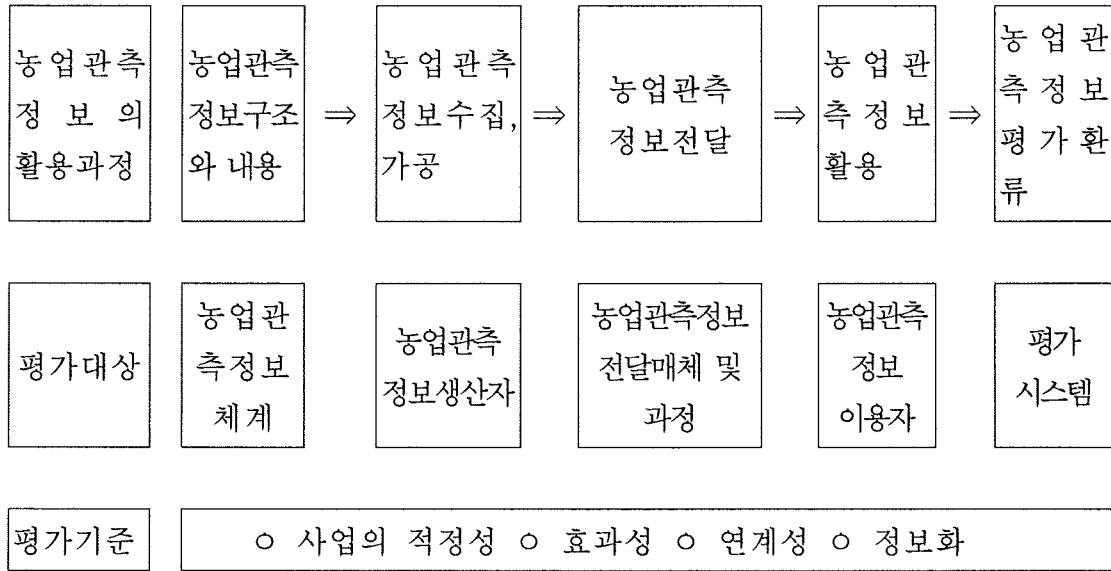 농업관측
정 보 의
활용과정
농업관측
정보구조
와 내용
⇒
농업관측
정보수집,
가공
⇒
농업관측
정보전달
⇒
농 업 관
측 정 보
활용
⇒
농 업 관
측 정 보
평 가 환
류
평가대상
농업관
측정보
체계
농업관측
정보생산자
농업관측정보
전달매체 및
과정
농업관측
정보
이용자
평가
시스템
평가기준
○ 사업의 적정성 ○ 효과성 ○ 연계성 ○ 정보화